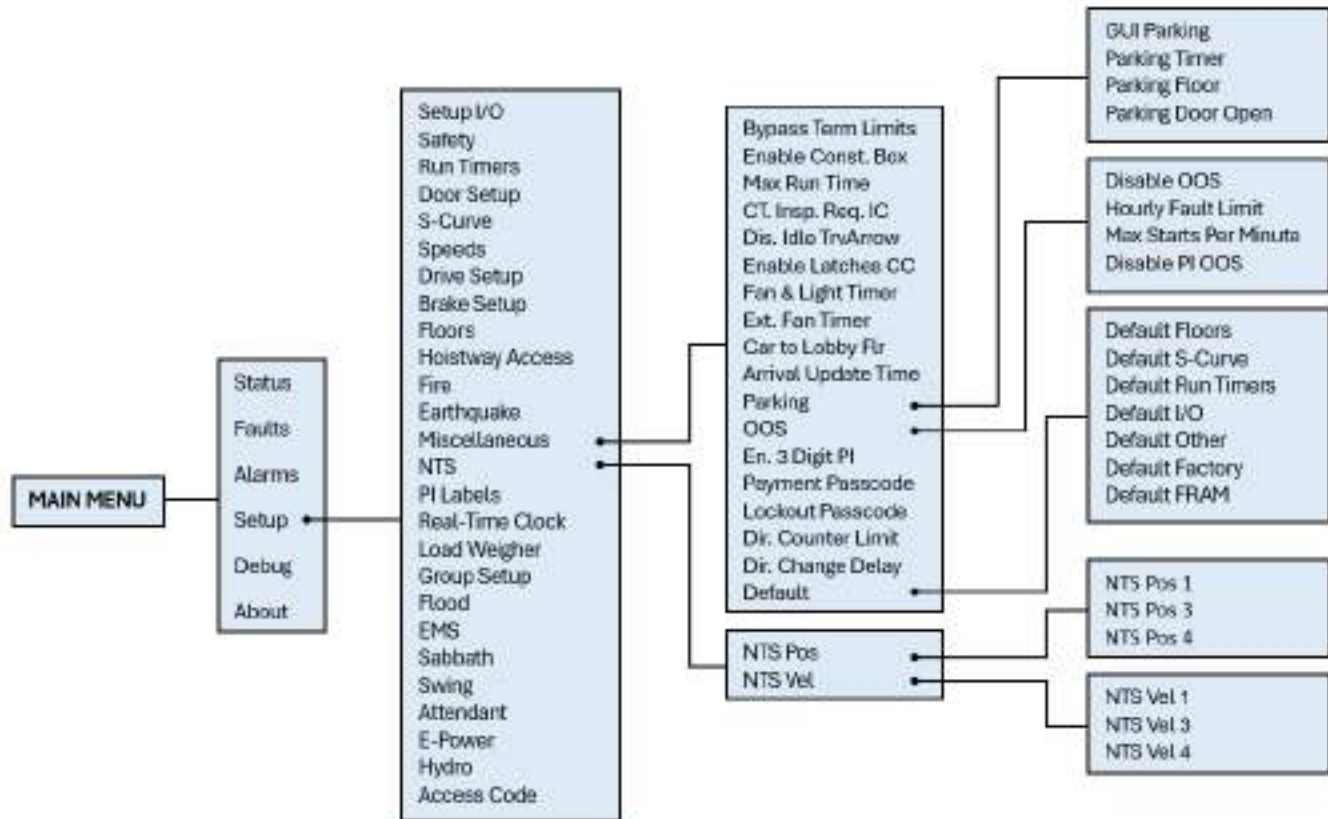 MAIN MENU
Status
Faults
Alarms
Setup
Debug
About
Setup I/O
Safety
Run Timers
Door Setup
S-Curve
Speeds
Drive Setup
Brake Setup
Floors
Hoistway Access
Fire
Earthquake
Miscellaneous
NTS
PI Labels
Real-Time Clock
Load Weigher
Group Setup
Flood
EMS
Sabbath
Swing
Attendant
E-Power
Hydro
Access Code
Bypass Term Limits
Enable Const. Box
Max Run Time
CT. Insp. Req. IC
Dis. Idle TrvArrow
Enable Latches CC
Fan & Light Timer
Ext. Fan Timer
Car to Lobby Flr
Arrival Update Time
Parking
OOS
En. 3 Digit PI
Payment Passcode
Lockout Passcode
Dir. Counter Limit
Dir. Change Delay
Default
NTS Pos
NTS Vel
GUI Parking
Parking Timer
Parking Floor
Parking Door Open
Disable OOS
Hourly Fault Limit
Max Starts Per Minute
Disable PI OOS
Default Floors
Default S-Curve
Default Run Timers
Default I/O
Default Other
Default Factory
Default FRAM
NTS Pos 1
NTS Pos 3
NTS Pos 4
NTS Vel 1
NTS Vel 3
NTS Vel 4